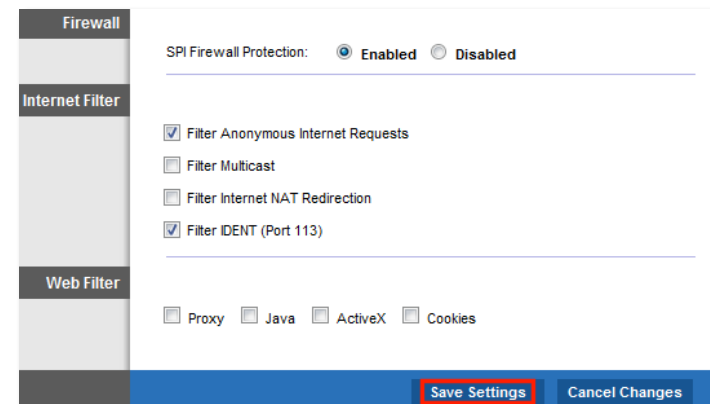 Firewall
SPI Firewall Protection: Enabled Disabled
Internet Filter
Filter Anonymous Internet Requests
Filter Multicast
Filter Internet NAT Redirection
Filter IDENT (Port 113)
Web Filter
Proxy Java ActiveX Cookies
Save Settings Cancel Changes